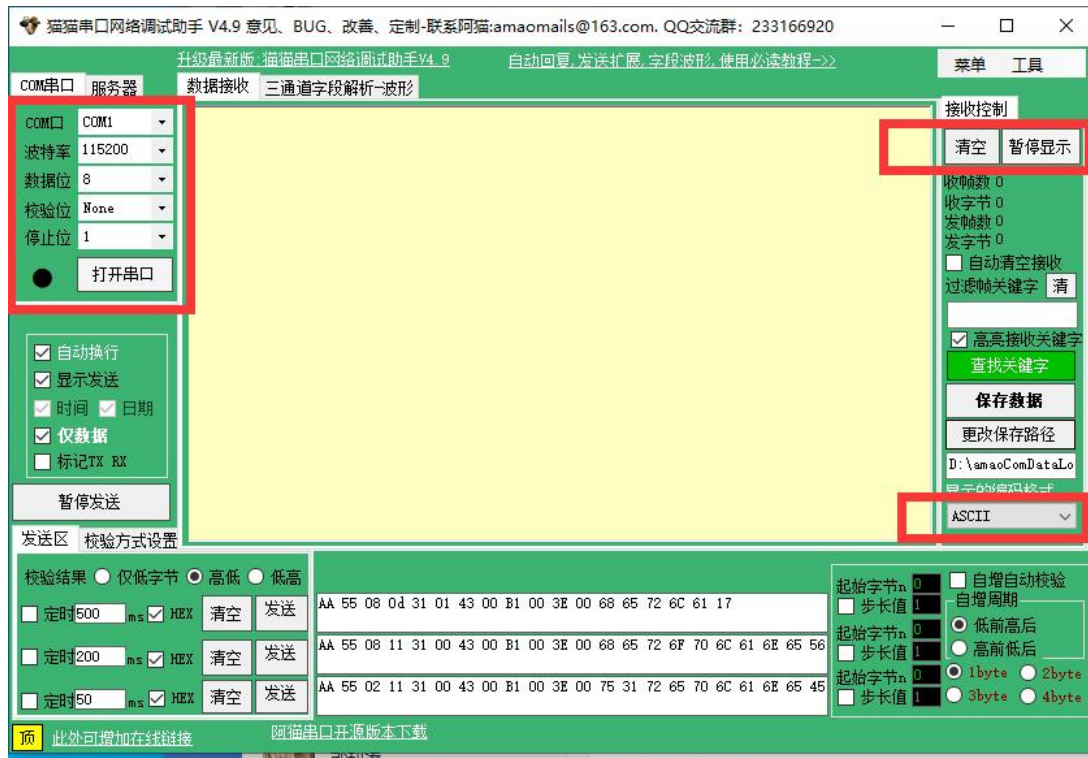 猫猫串口网络调试助手 V4.9 意见、BUG、改善、定制-联系阿猫:amaomails@163.com. QQ交流群：233166920
升级最新版:猫猫串口网络调试助手V4.9
自动回复,发送扩展,字段波形,使用必读教程->>
菜单 工具
COM串口 服务器
数据接收 三通道字段解析-波形
COM口 COM1
波特率 115200
数据位 8
校验位 None
停止位 1
打开串口
自动换行
显示发送
时间 日期
仅数据
标记TX RX
暂停发送
接收控制
清空 暂停显示
收帧数 0
收字节 0
发帧数 0
发字节 0
自动清空接收
过滤帧关键字 清
高亮接收关键字
查找关键字
保存数据
更改保存路径
D:\amaoComDataLo
显示的编码格式
ASCII
发送区 校验方式设置
校验结果 仅低字节 高低 低高
定时 500 ms HEX 清空 发送
AA 55 08 0d 31 01 43 00 B1 00 3E 00 68 65 72 6C 61 17
定时 200 ms HEX 清空 发送
AA 55 08 11 31 00 43 00 B1 00 3E 00 68 65 72 6F 70 6C 61 6E 65 56
定时 50 ms HEX 清空 发送
AA 55 02 11 31 00 43 00 B1 00 3E 00 75 31 72 65 70 6C 61 6E 65 45
起始字节n 0
步长值 1
起始字节n 0
步长值 1
起始字节n 0
步长值 1
自增自动校验
自增周期
低前高后
高前低后
1byte 2byte
3byte 4byte
顶 此处可增加在线链接
阿猫串口开源版本下载